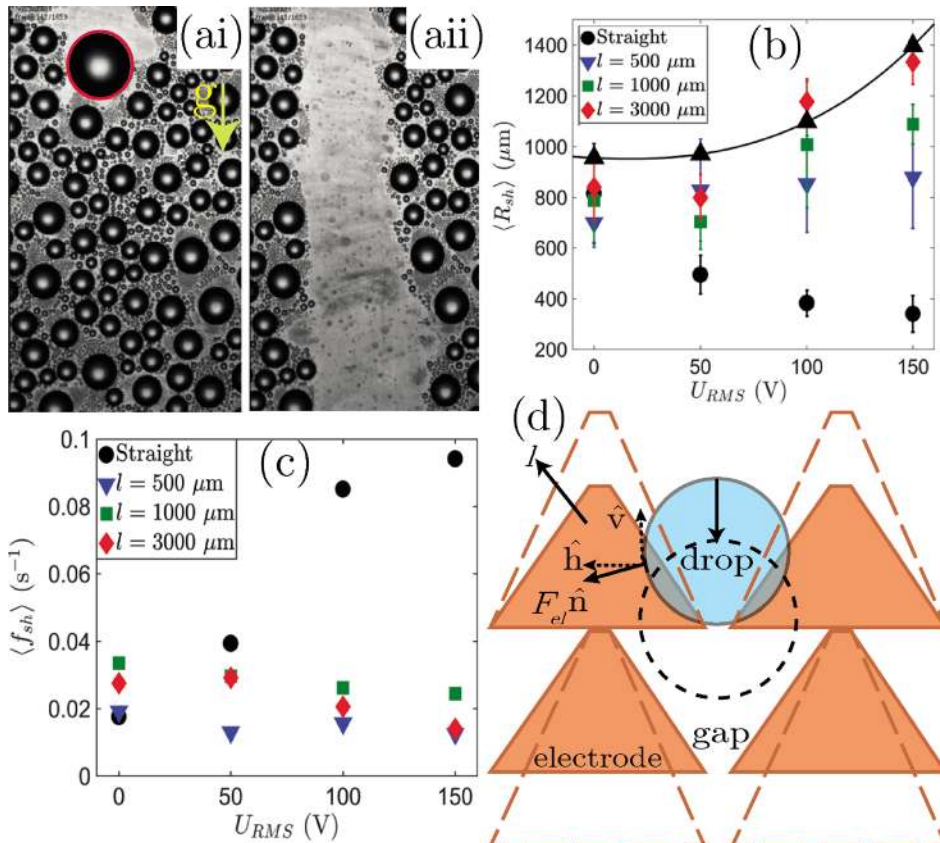 (ai)
(aii)
g
(b)
Straight
l = 500 μm
l = 1000 μm
l = 3000 μm
⟨R_sh⟩ (μm)
1400
1200
1000
800
600
400
200
0
50
100
150
U_RMS (V)
(c)
Straight
l = 500 μm
l = 1000 μm
l = 3000 μm
⟨f_sh⟩ (s⁻¹)
0.1
0.08
0.06
0.04
0.02
0
0
50
100
150
U_RMS (V)
(d)
l
v̂
drop
ĥ
F_el n̂
gap
electrode